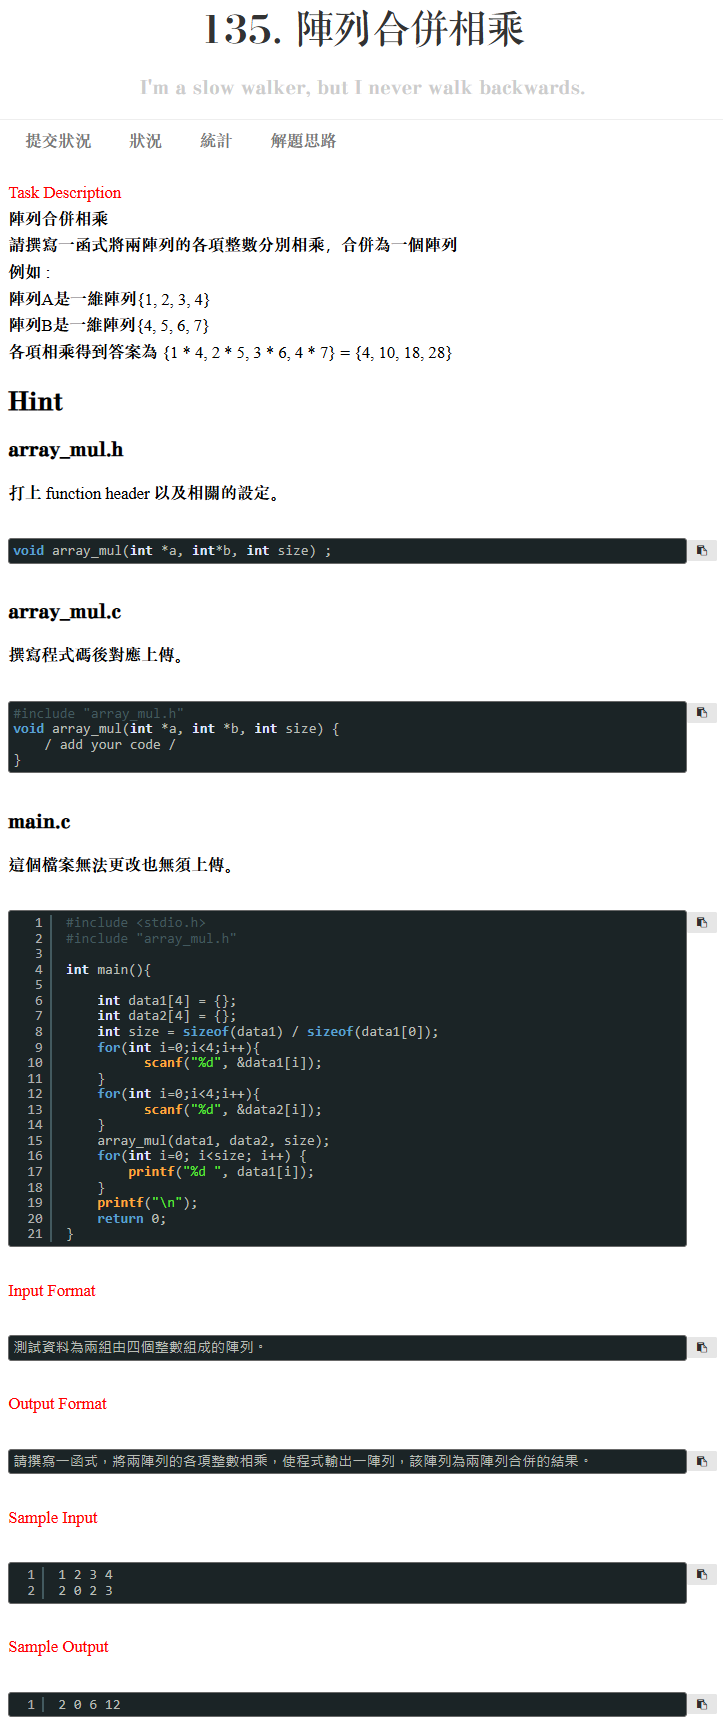 135. 陣列合併相乘
I'm a slow walker, but I never walk backwards.
提交狀況 狀況 統計 解題思路
Task Description
陣列合併相乘
請撰寫一函式將兩陣列的各項整數分別相乘，合併為一個陣列
例如 :
陣列A是一維陣列{1, 2, 3, 4}
陣列B是一維陣列{4, 5, 6, 7}
各項相乘得到答案為 {1 * 4, 2 * 5, 3 * 6, 4 * 7} = {4, 10, 18, 28}
Hint
array_mul.h
打上 function header 以及相關的設定。
void array_mul(int *a, int*b, int size) ;
array_mul.c
撰寫程式碼後對應上傳。
#include "array_mul.h"
void array_mul(int *a, int *b, int size) {
    / add your code /
}
main.c
這個檔案無法更改也無須上傳。
1 #include <stdio.h>
2 #include "array_mul.h"
3
4 int main(){
5
6     int data1[4] = {};
7     int data2[4] = {};
8     int size = sizeof(data1) / sizeof(data1[0]);
9     for(int i=0;i<4;i++){
10           scanf("%d", &data1[i]);
11     }
12     for(int i=0;i<4;i++){
13           scanf("%d", &data2[i]);
14     }
15     array_mul(data1, data2, size);
16     for(int i=0; i<size; i++) {
17         printf("%d ", data1[i]);
18     }
19     printf("\n");
20     return 0;
21 }
Input Format
測試資料為兩組由四個整數組成的陣列。
Output Format
請撰寫一函式，將兩陣列的各項整數相乘，使程式輸出一陣列，該陣列為兩陣列合併的結果。
Sample Input
1 1 2 3 4
2 2 0 2 3
Sample Output
1 2 0 6 12